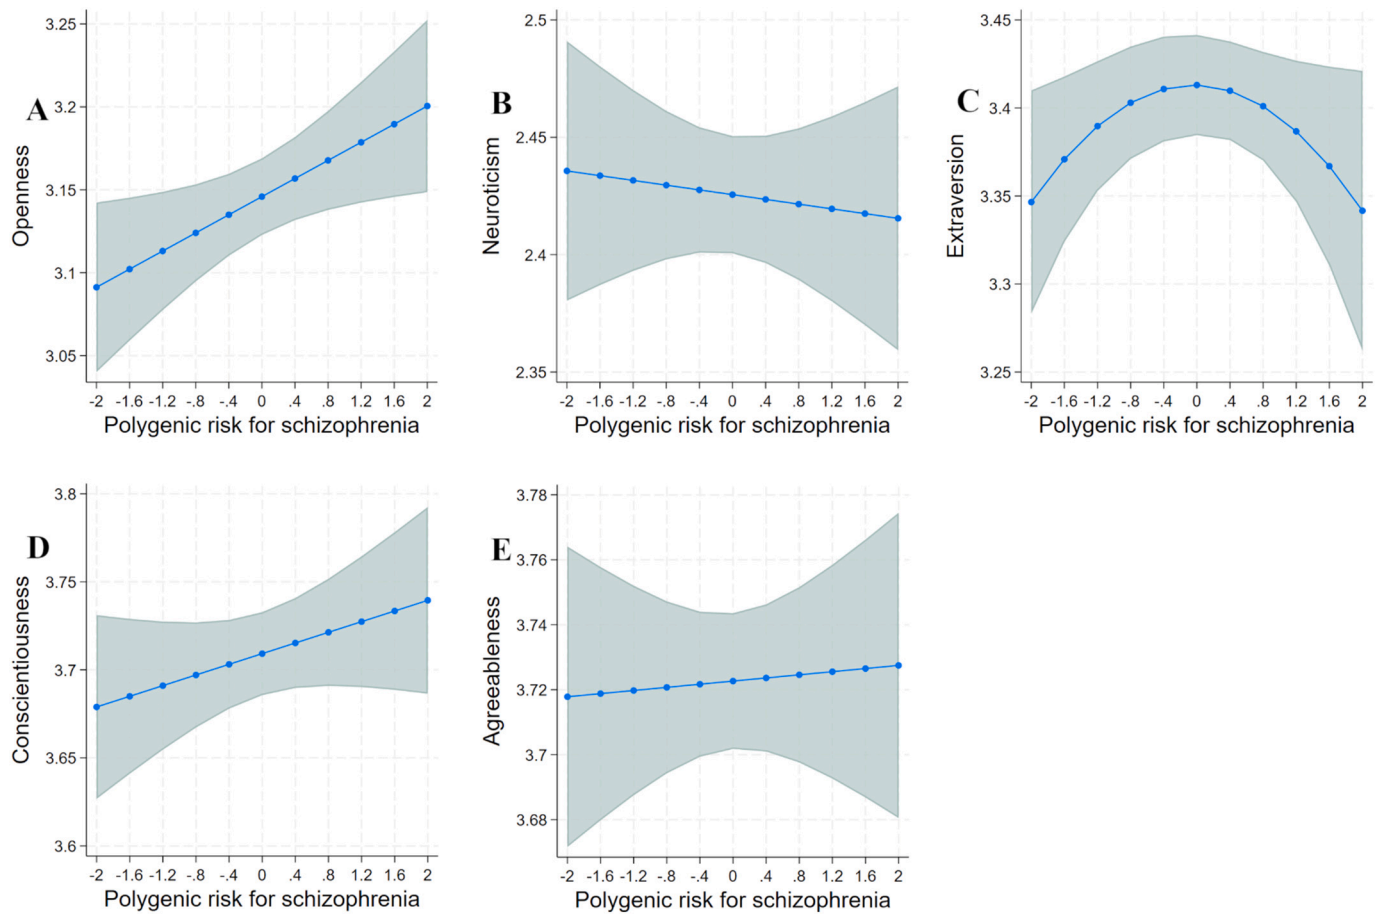 A
Openness
3.25
3.2
3.15
3.1
3.05
-2 -1.6 -1.2 -.8 -.4 0 .4 .8 1.2 1.6 2
Polygenic risk for schizophrenia
B
Neuroticism
2.5
2.45
2.4
2.35
-2 -1.6 -1.2 -.8 -.4 0 .4 .8 1.2 1.6 2
Polygenic risk for schizophrenia
C
Extraversion
3.45
3.4
3.35
3.3
3.25
-2 -1.6 -1.2 -.8 -.4 0 .4 .8 1.2 1.6 2
Polygenic risk for schizophrenia
D
Conscientiousness
3.8
3.75
3.7
3.65
3.6
-2 -1.6 -1.2 -.8 -.4 0 .4 .8 1.2 1.6 2
Polygenic risk for schizophrenia
E
Agreeableness
3.78
3.76
3.74
3.72
3.7
3.68
-2 -1.6 -1.2 -.8 -.4 0 .4 .8 1.2 1.6 2
Polygenic risk for schizophrenia